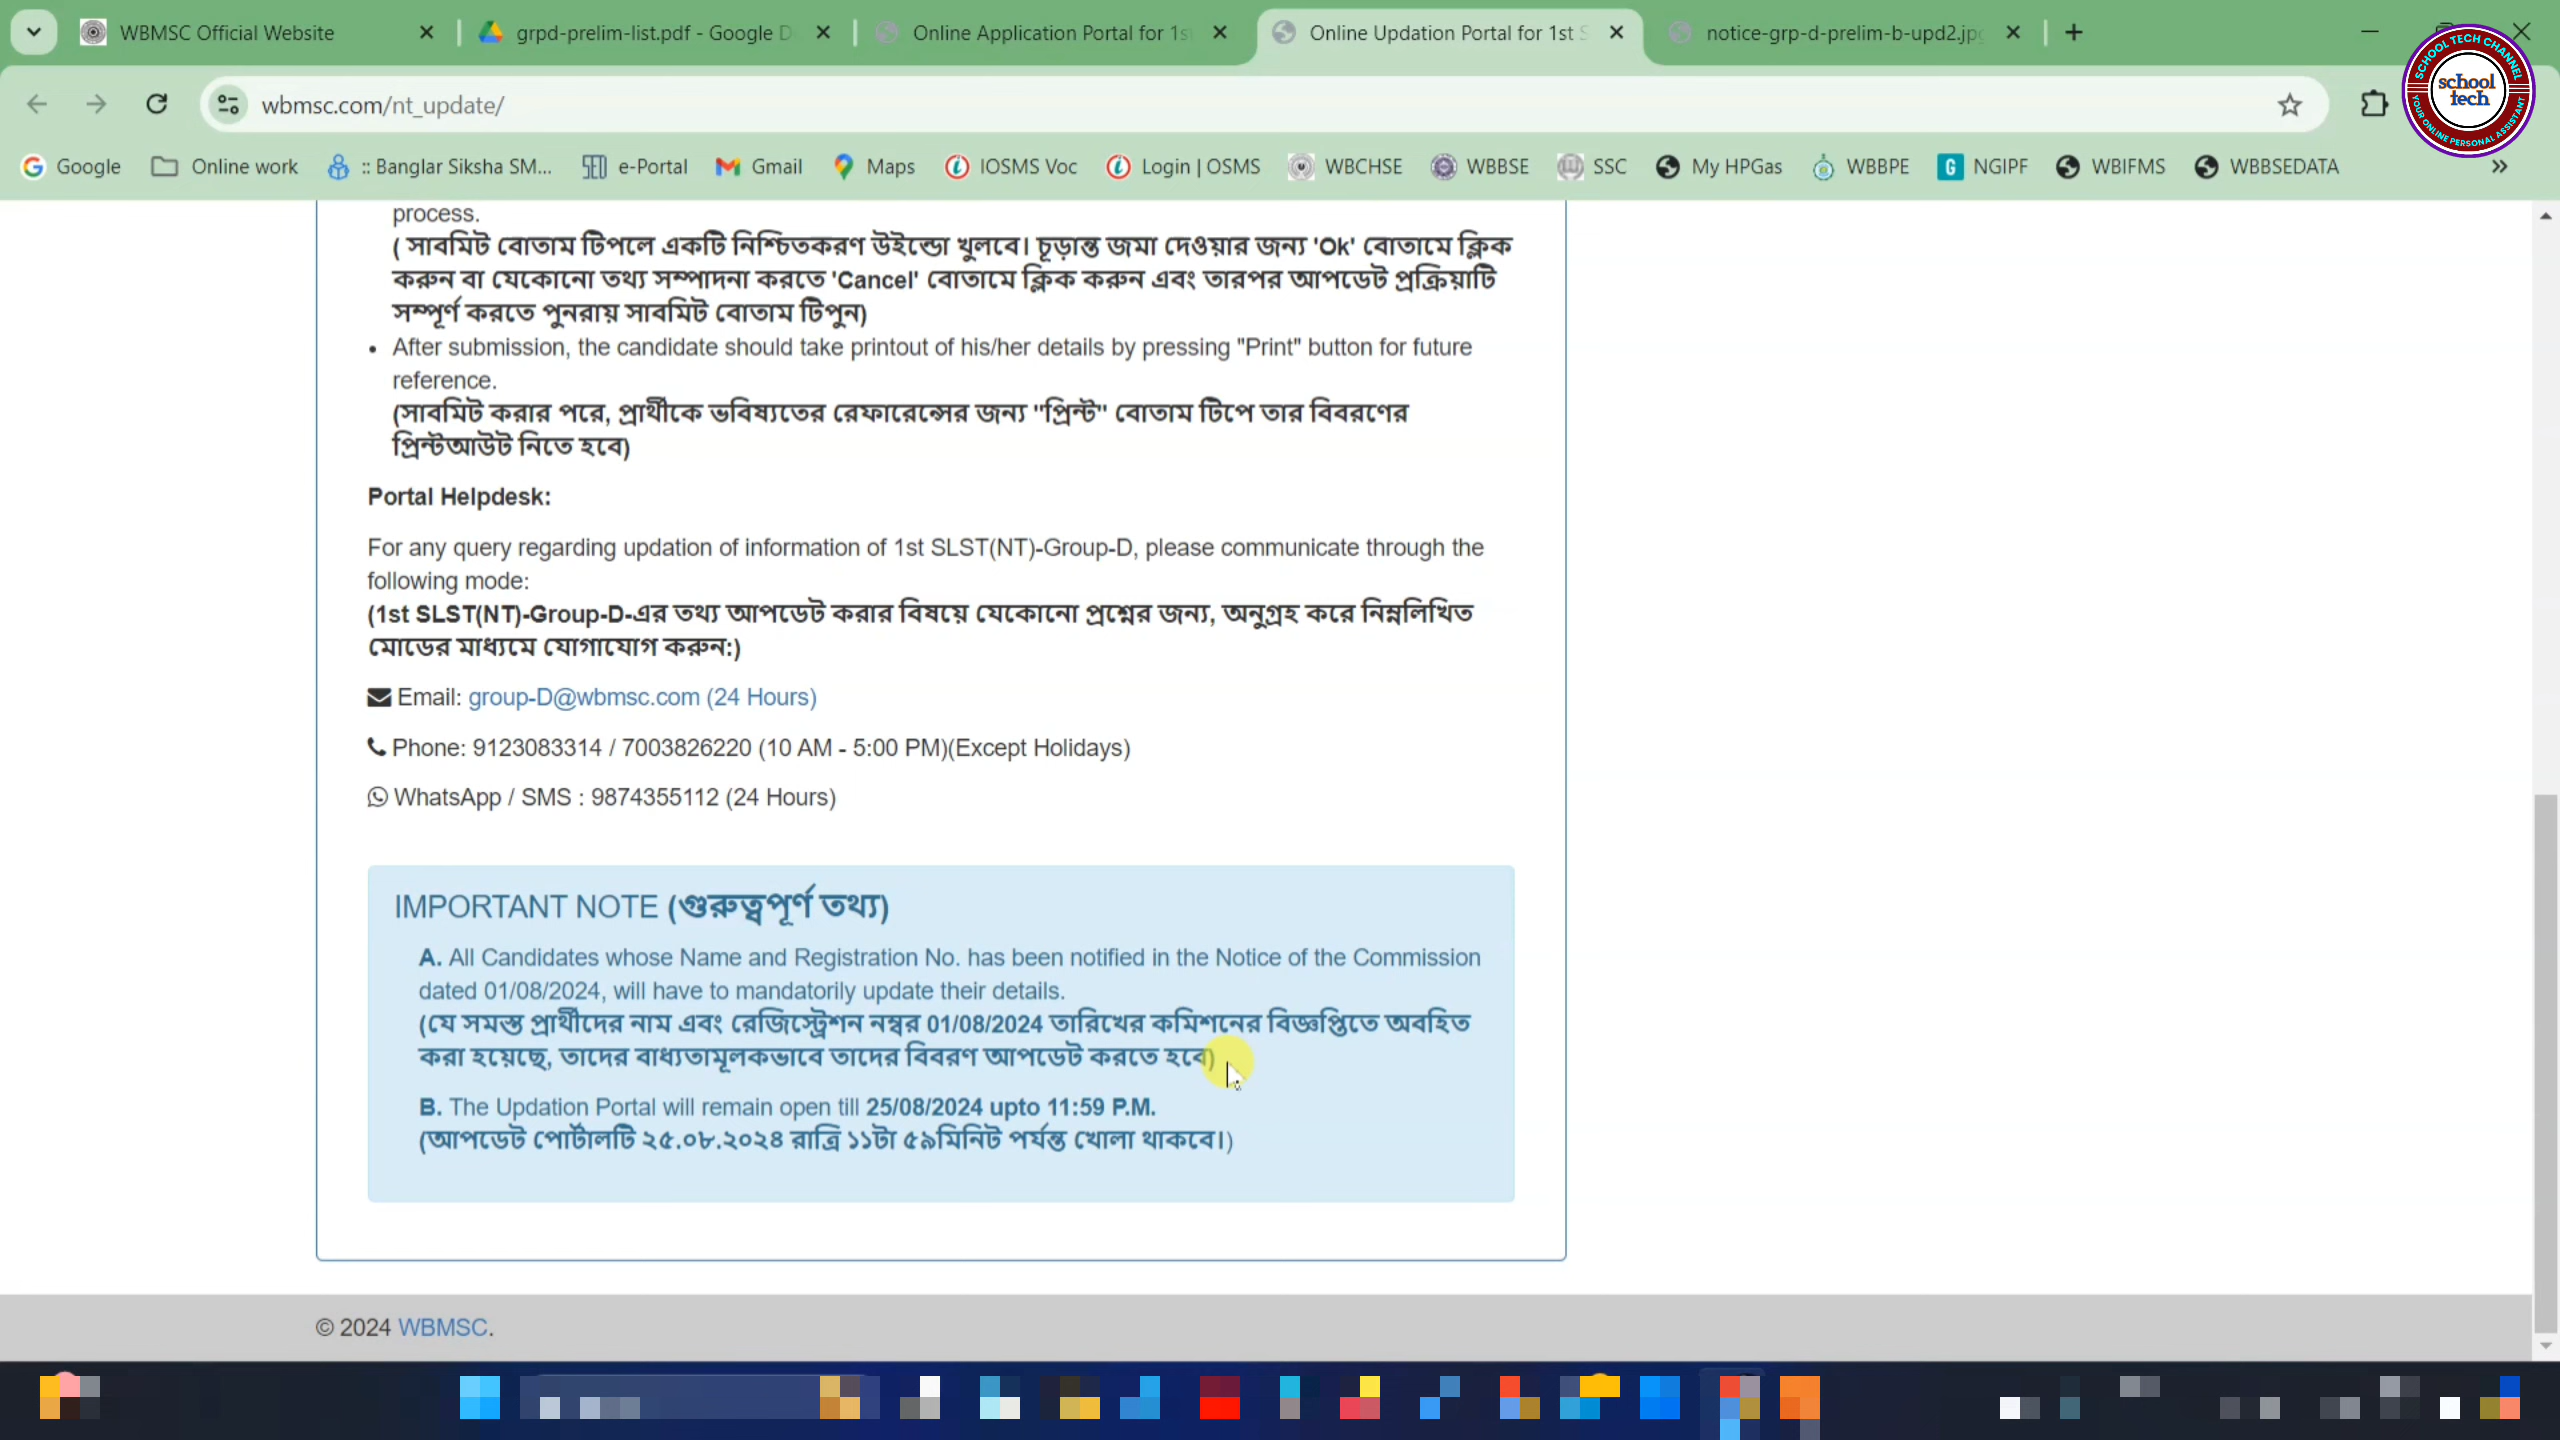 WBMSC Official Website
grpd-prelim-list.pdf - Google D
Online Application Portal for 1s
Online Updation Portal for 1st S
notice-grp-d-prelim-b-upd2.jp
wbmsc.com/nt_update/
SCHOOL TECH CHANNEL
school
tech
YOUR ONLINE PERSONAL ASSISTANT
Google
Online work
:: Banglar Siksha SM...
e-Portal
Gmail
Maps
IOSMS Voc
Login | OSMS
WBCHSE
WBBSE
SSC
My HPGas
WBBPE
NGIPF
WBIFMS
WBBSEDATA
process.
( সাবমিট বোতাম টিপলে একটি নিশ্চিতকরণ উইন্ডো খুলবে। চূড়ান্ত জমা দেওয়ার জন্য 'Ok' বোতামে ক্লিক
করুন বা যেকোনো তথ্য সম্পাদনা করতে 'Cancel' বোতামে ক্লিক করুন এবং তারপর আপডেট প্রক্রিয়াটি
সম্পূর্ণ করতে পুনরায় সাবমিট বোতাম টিপুন)
• After submission, the candidate should take printout of his/her details by pressing "Print" button for future
reference.
(সাবমিট করার পরে, প্রার্থীকে ভবিষ্যতের রেফারেন্সের জন্য "প্রিন্ট" বোতাম টিপে তার বিবরণের
প্রিন্টআউট নিতে হবে)
Portal Helpdesk:
For any query regarding updation of information of 1st SLST(NT)-Group-D, please communicate through the
following mode:
(1st SLST(NT)-Group-D-এর তথ্য আপডেট করার বিষয়ে যেকোনো প্রশ্নের জন্য, অনুগ্রহ করে নিম্নলিখিত
মোডের মাধ্যমে যোগাযোগ করুন:)
Email: group-D@wbmsc.com (24 Hours)
Phone: 9123083314 / 7003826220 (10 AM - 5:00 PM)(Except Holidays)
WhatsApp / SMS : 9874355112 (24 Hours)
IMPORTANT NOTE (গুরুত্বপূর্ণ তথ্য)
A. All Candidates whose Name and Registration No. has been notified in the Notice of the Commission
dated 01/08/2024, will have to mandatorily update their details.
(যে সমস্ত প্রার্থীদের নাম এবং রেজিস্ট্রেশন নম্বর 01/08/2024 তারিখের কমিশনের বিজ্ঞপ্তিতে অবহিত
করা হয়েছে, তাদের বাধ্যতামূলকভাবে তাদের বিবরণ আপডেট করতে হবে)
B. The Updation Portal will remain open till 25/08/2024 upto 11:59 P.M.
(আপডেট পোর্টালটি ২৫.০৮.২০২৪ রাত্রি ১১টা ৫৯মিনিট পর্যন্ত খোলা থাকবে।)
© 2024 WBMSC.